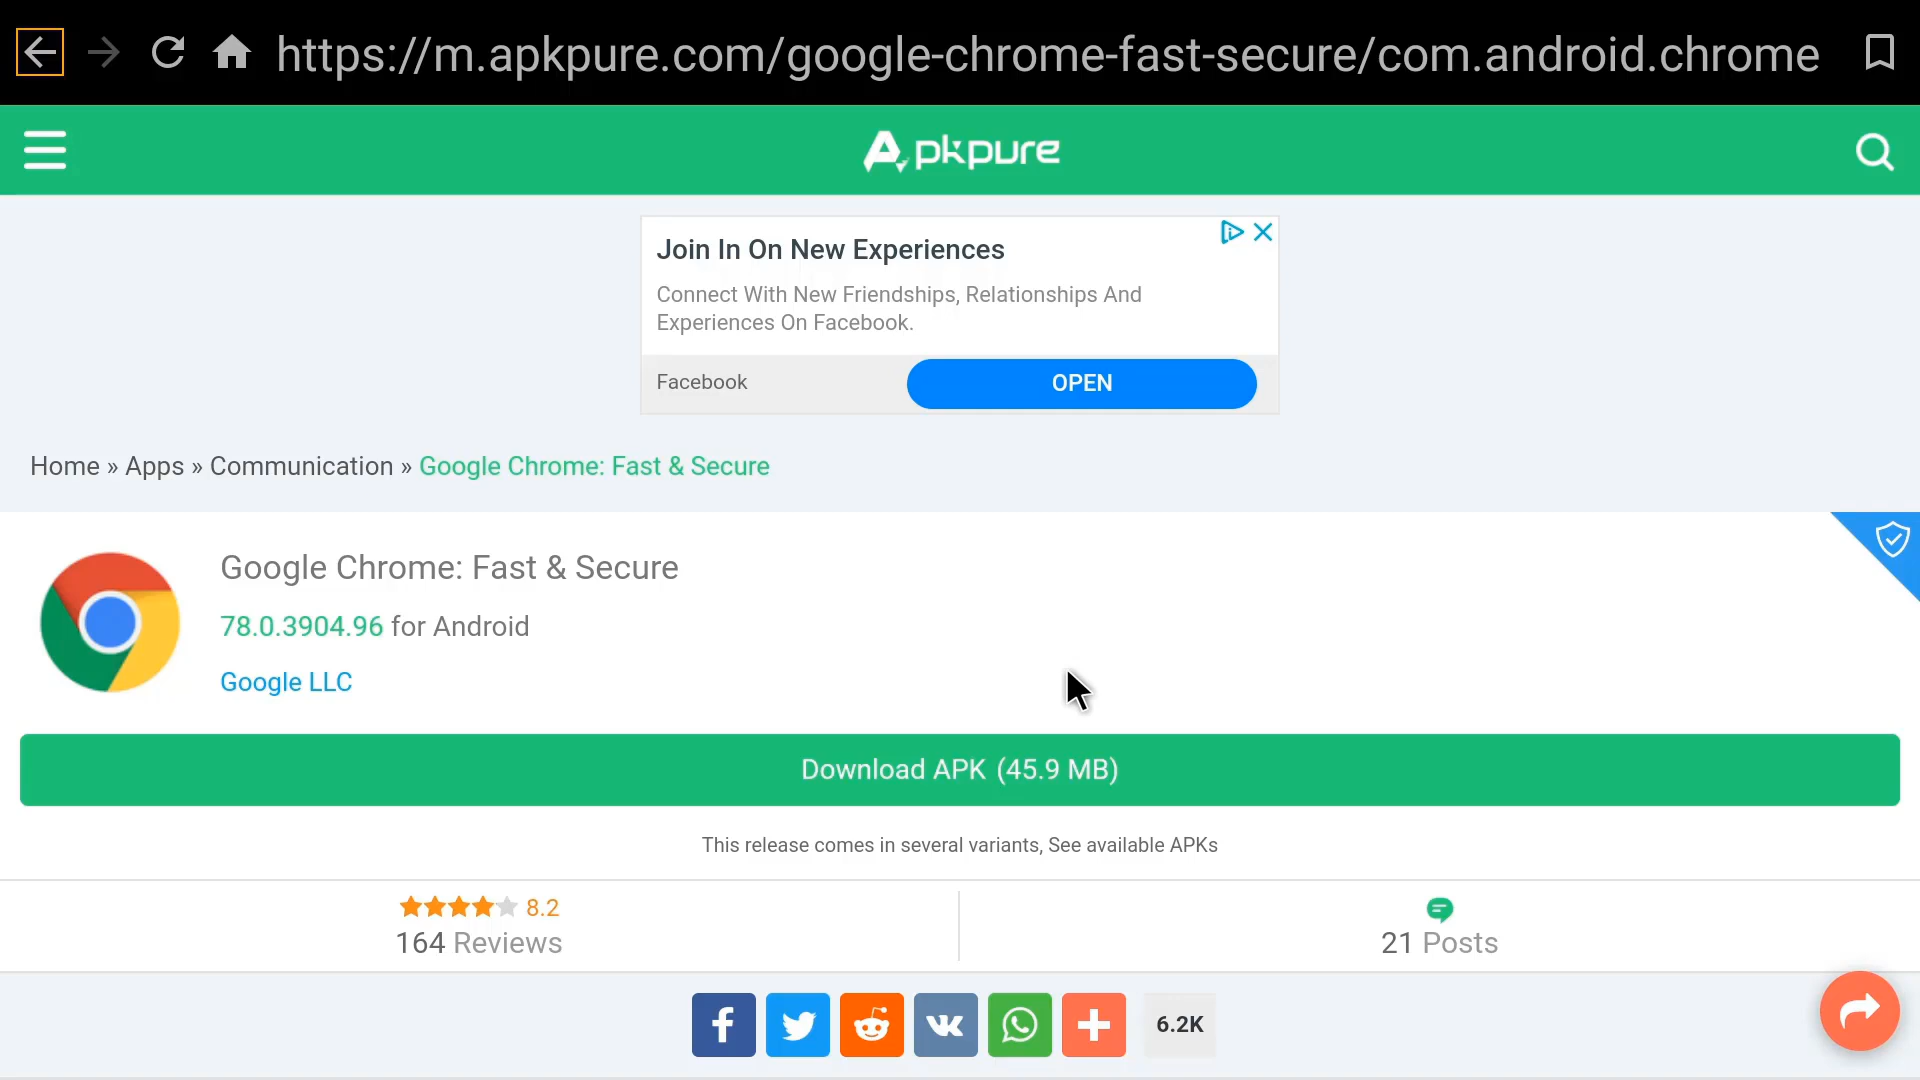 https://m.apkpure.com/google-chrome-fast-secure/com.android.chrome
Apkpure
Join In On New Experiences
Connect With New Friendships, Relationships And
Experiences On Facebook.
Facebook
OPEN
Home » Apps » Communication » Google Chrome: Fast & Secure
Google Chrome: Fast & Secure
78.0.3904.96 for Android
Google LLC
Download APK (45.9 MB)
This release comes in several variants, See available APKs
8.2
164 Reviews
21 Posts
6.2K